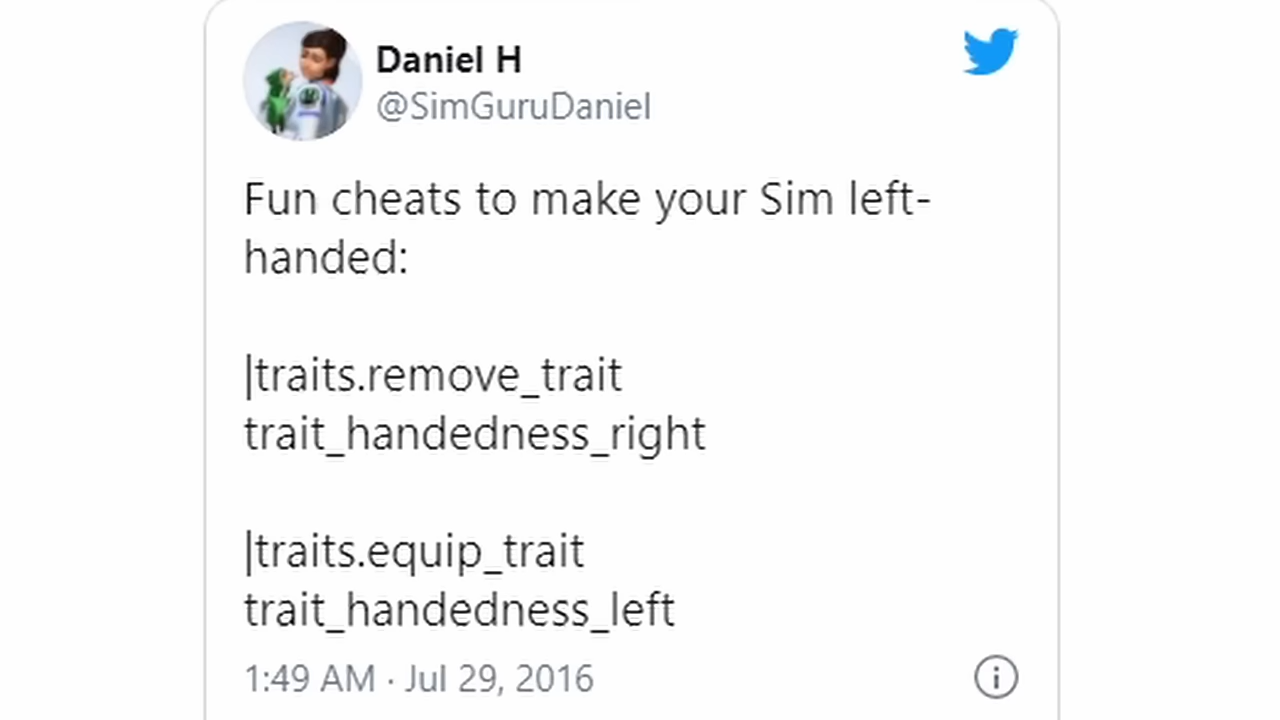 Daniel H
@SimGuruDaniel
Fun cheats to make your Sim left-
handed:
|traits.remove_trait
trait_handedness_right
|traits.equip_trait
trait_handedness_left
1:49 AM · Jul 29, 2016